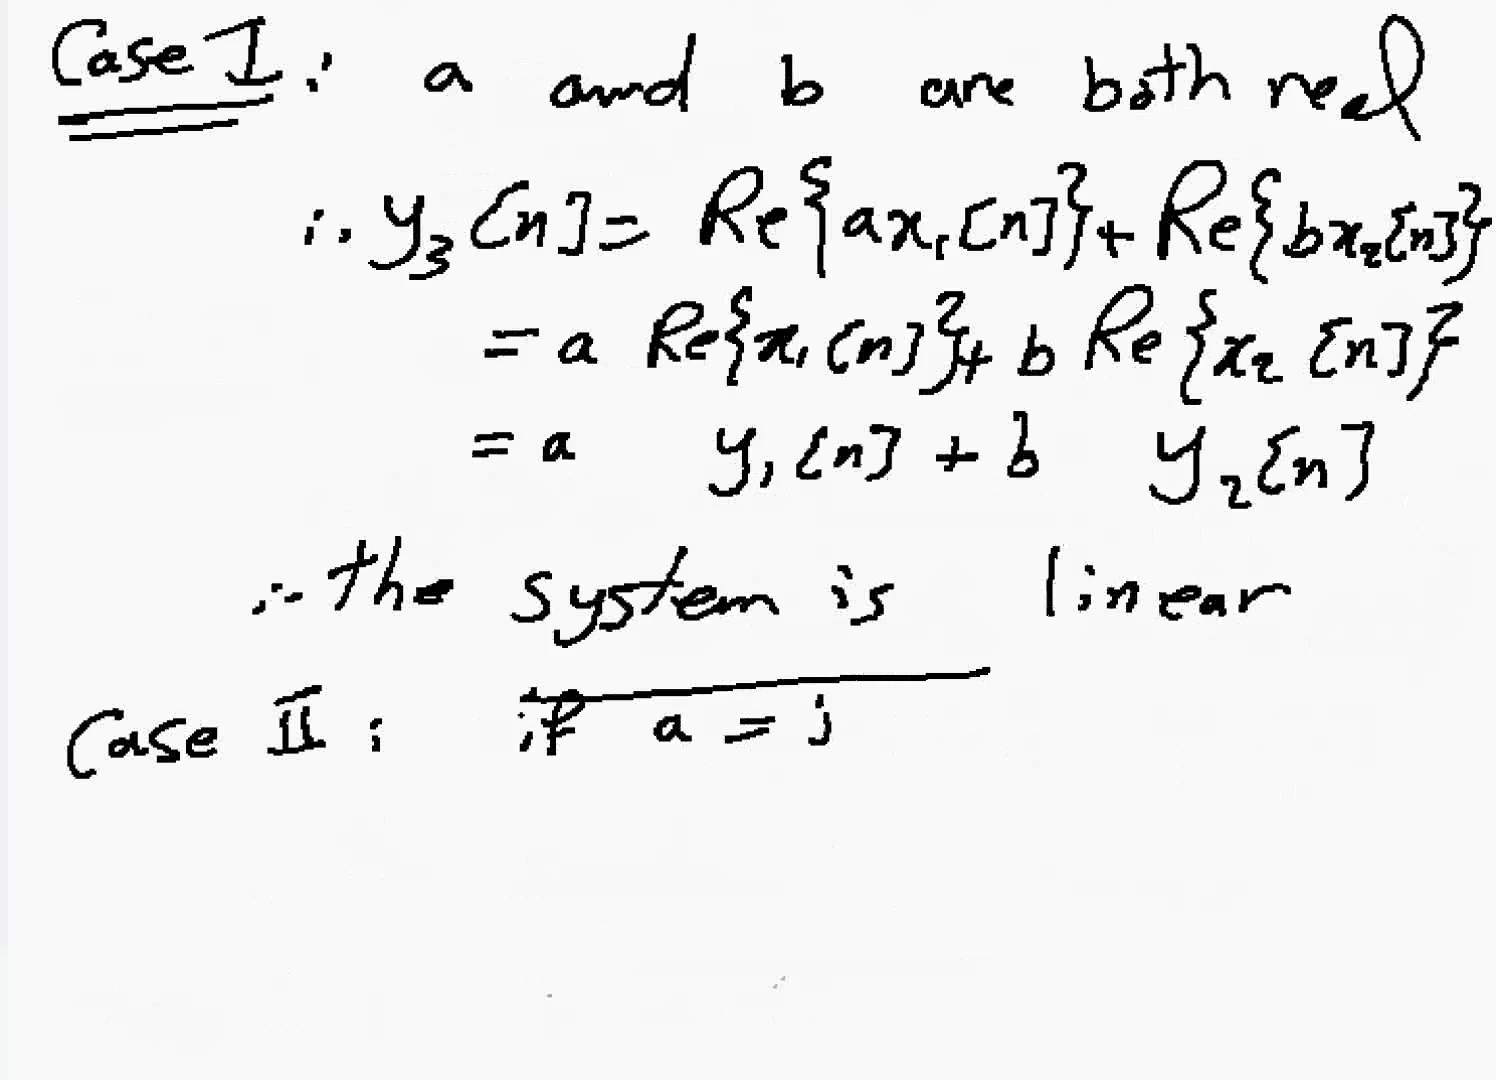 Case I: a and b are both real
∴ y₃[n] = Re{ax₁[n]} + Re{bx₂[n]}
= a Re{x₁[n]} + b Re{x₂[n]}
= a y₁[n] + b y₂[n]
∴ the system is linear
Case II: if a = j